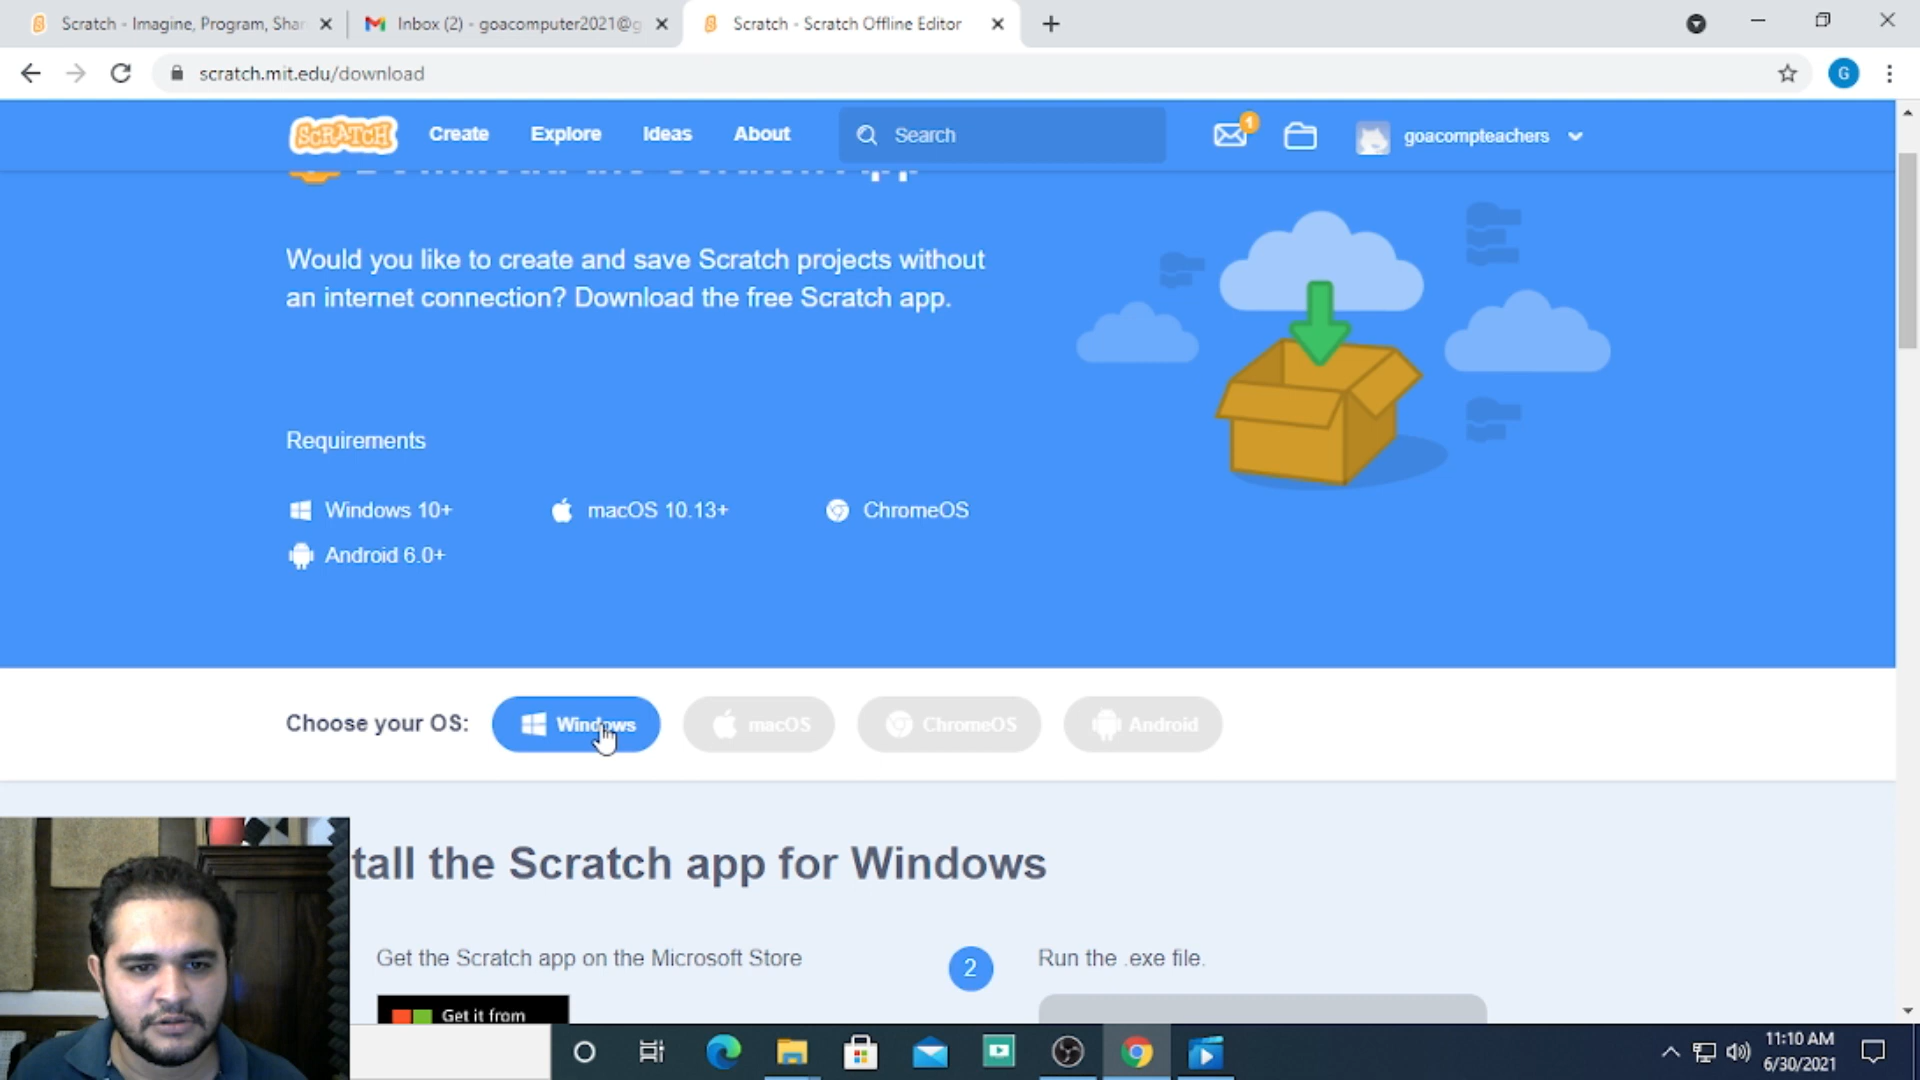 Scratch - Imagine, Program, Shar
Inbox (2) - goacomputer2021@g
Scratch - Scratch Offline Editor
scratch.mit.edu/download
G
SCRATCH
Create
Explore
Ideas
About
Search
1
goacompteachers
Would you like to create and save Scratch projects without
an internet connection? Download the free Scratch app.
Requirements
Windows 10+
macOS 10.13+
ChromeOS
Android 6.0+
Choose your OS:
Windows
macOS
ChromeOS
Android
tall the Scratch app for Windows
Get the Scratch app on the Microsoft Store
2
Run the .exe file.
Get it from
11:10 AM
6/30/2021